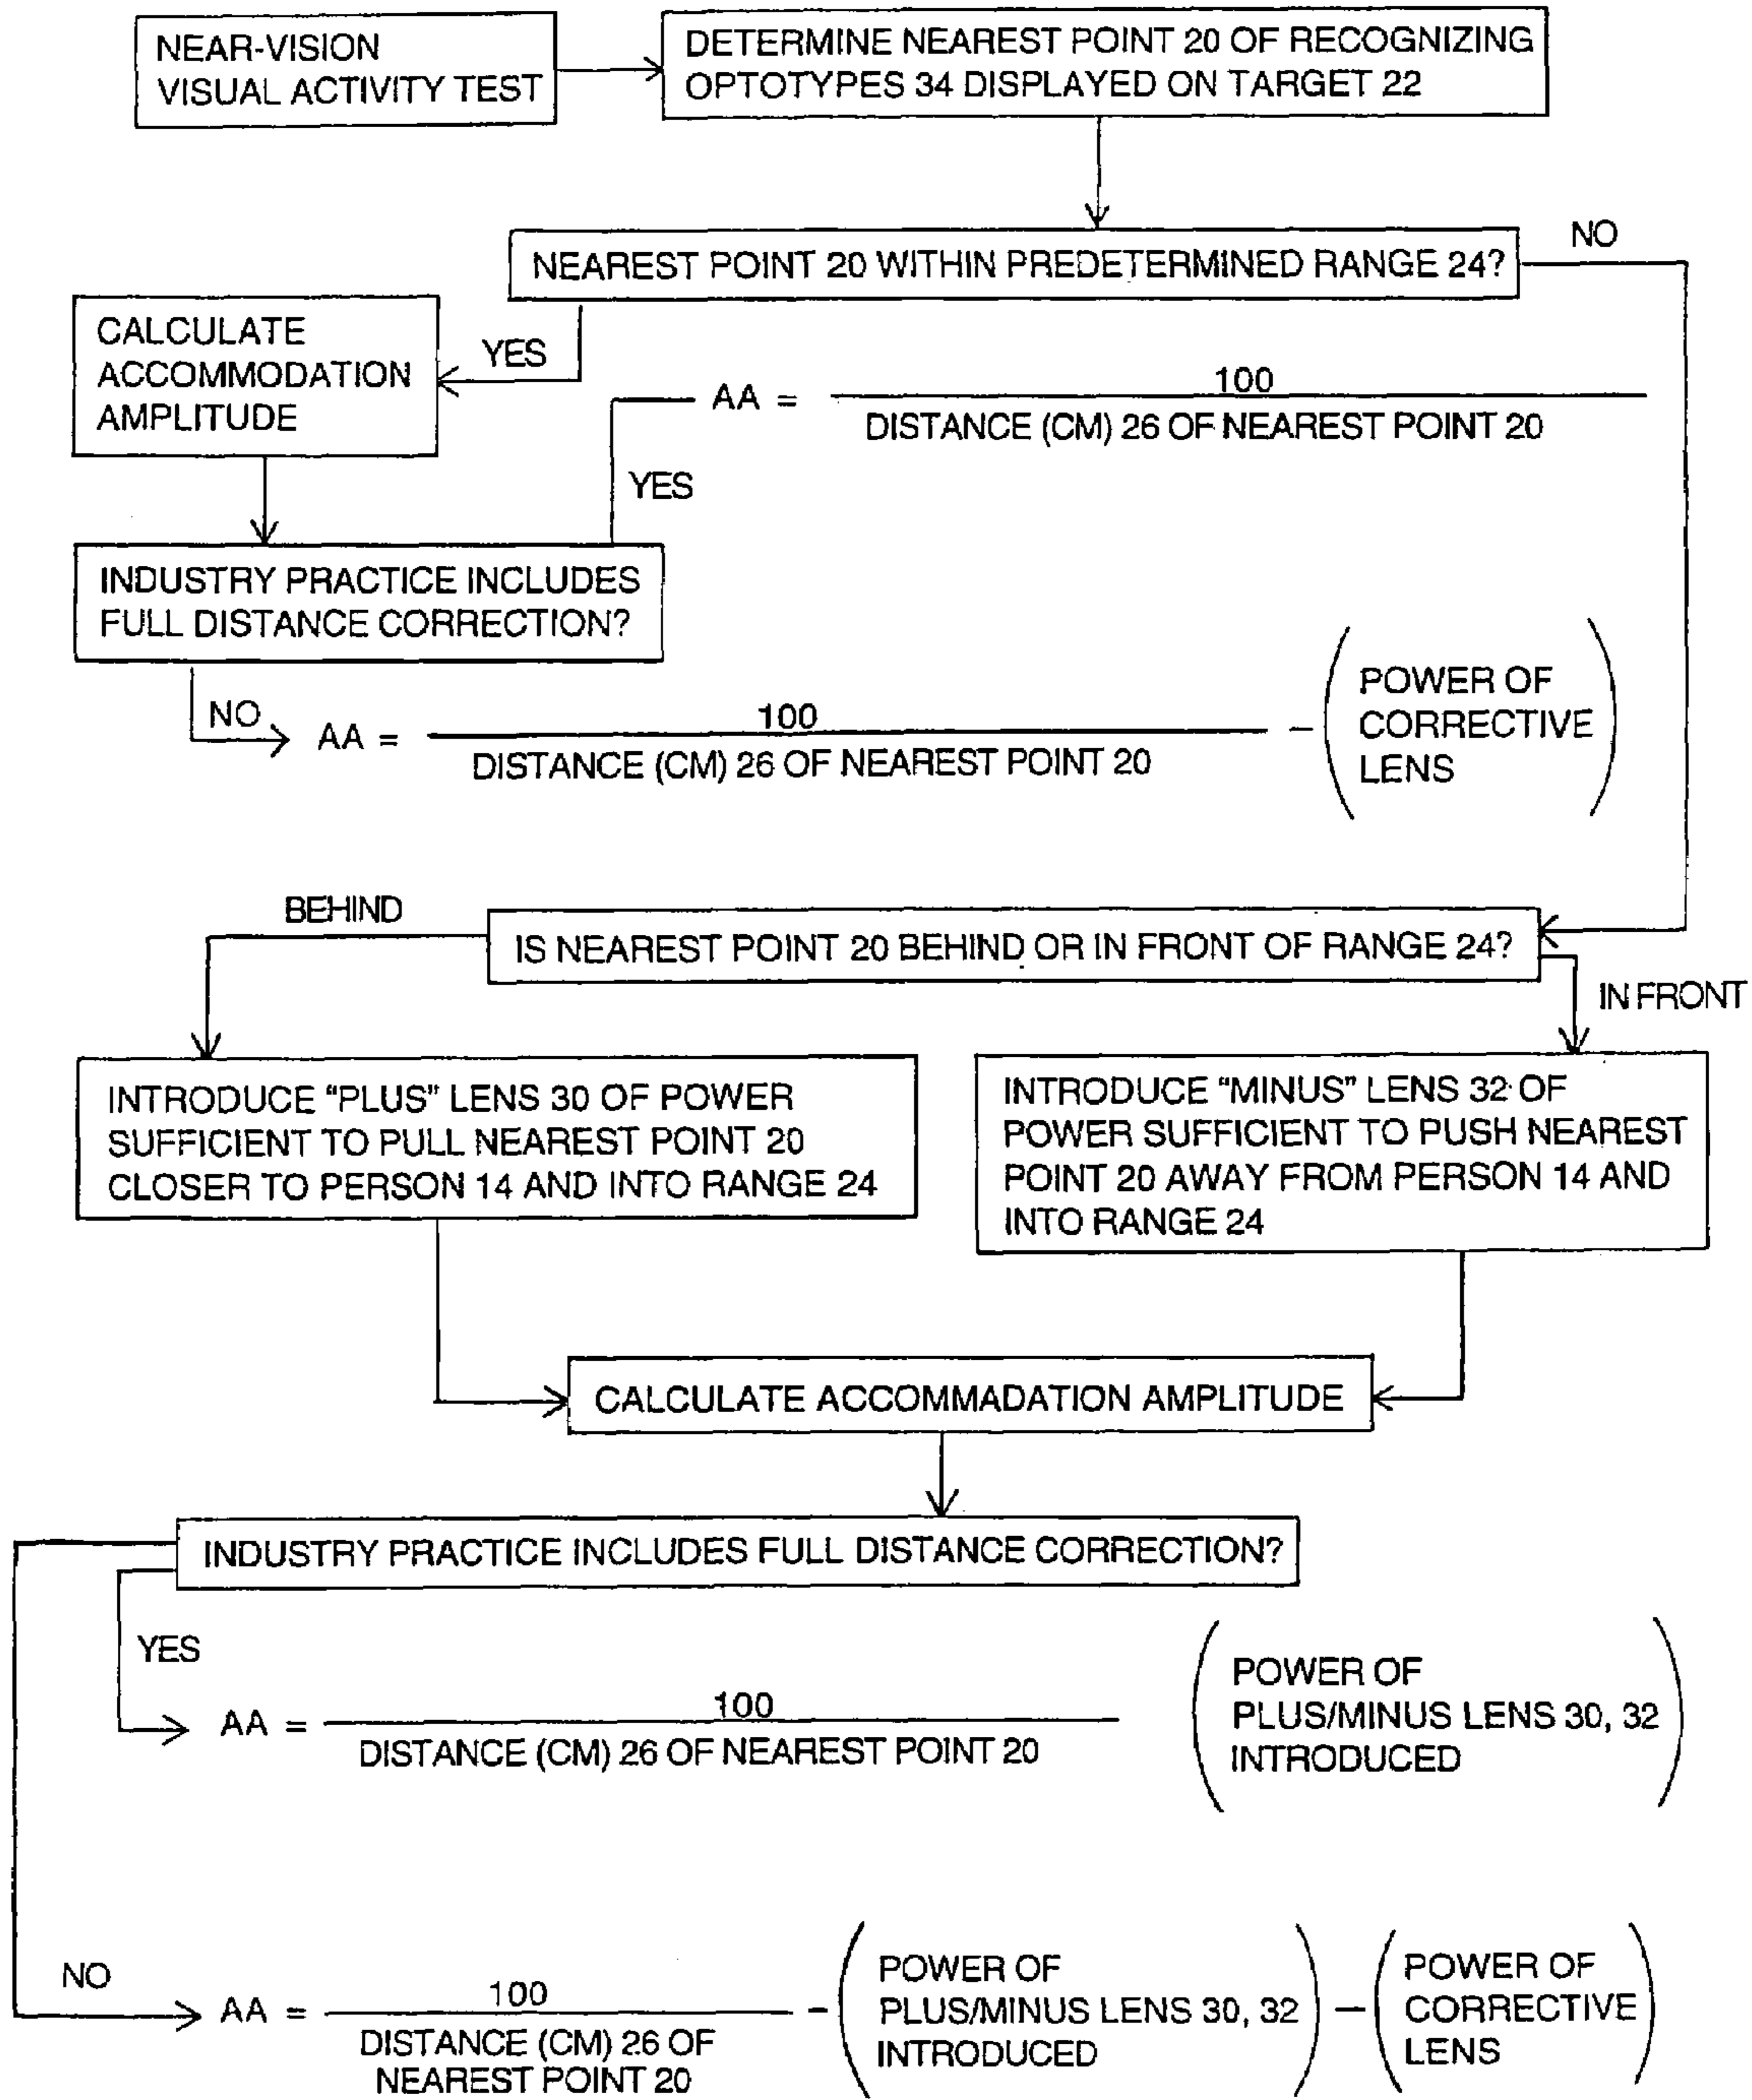 NEAR-VISION
VISUAL ACTIVITY TEST
DETERMINE NEAREST POINT 20 OF RECOGNIZING
OPTOTYPES 34 DISPLAYED ON TARGET 22
NEAREST POINT 20 WITHIN PREDETERMINED RANGE 24?
NO
YES
CALCULATE
ACCOMMODATION
AMPLITUDE
AA =
100
DISTANCE (CM) 26 OF NEAREST POINT 20
YES
INDUSTRY PRACTICE INCLUDES
FULL DISTANCE CORRECTION?
NO
AA =
100
DISTANCE (CM) 26 OF NEAREST POINT 20
– (
POWER OF
CORRECTIVE
LENS
)
BEHIND
IS NEAREST POINT 20 BEHIND OR IN FRONT OF RANGE 24?
IN FRONT
INTRODUCE "PLUS" LENS 30 OF POWER
SUFFICIENT TO PULL NEAREST POINT 20
CLOSER TO PERSON 14 AND INTO RANGE 24
INTRODUCE "MINUS" LENS 32 OF
POWER SUFFICIENT TO PUSH NEAREST
POINT 20 AWAY FROM PERSON 14 AND
INTO RANGE 24
CALCULATE ACCOMMADATION AMPLITUDE
INDUSTRY PRACTICE INCLUDES FULL DISTANCE CORRECTION?
YES
AA =
100
DISTANCE (CM) 26 OF NEAREST POINT 20
(
POWER OF
PLUS/MINUS LENS 30, 32
INTRODUCED
)
NO
AA =
100
DISTANCE (CM) 26 OF
NEAREST POINT 20
– (
POWER OF
PLUS/MINUS LENS 30, 32
INTRODUCED
) – (
POWER OF
CORRECTIVE
LENS
)